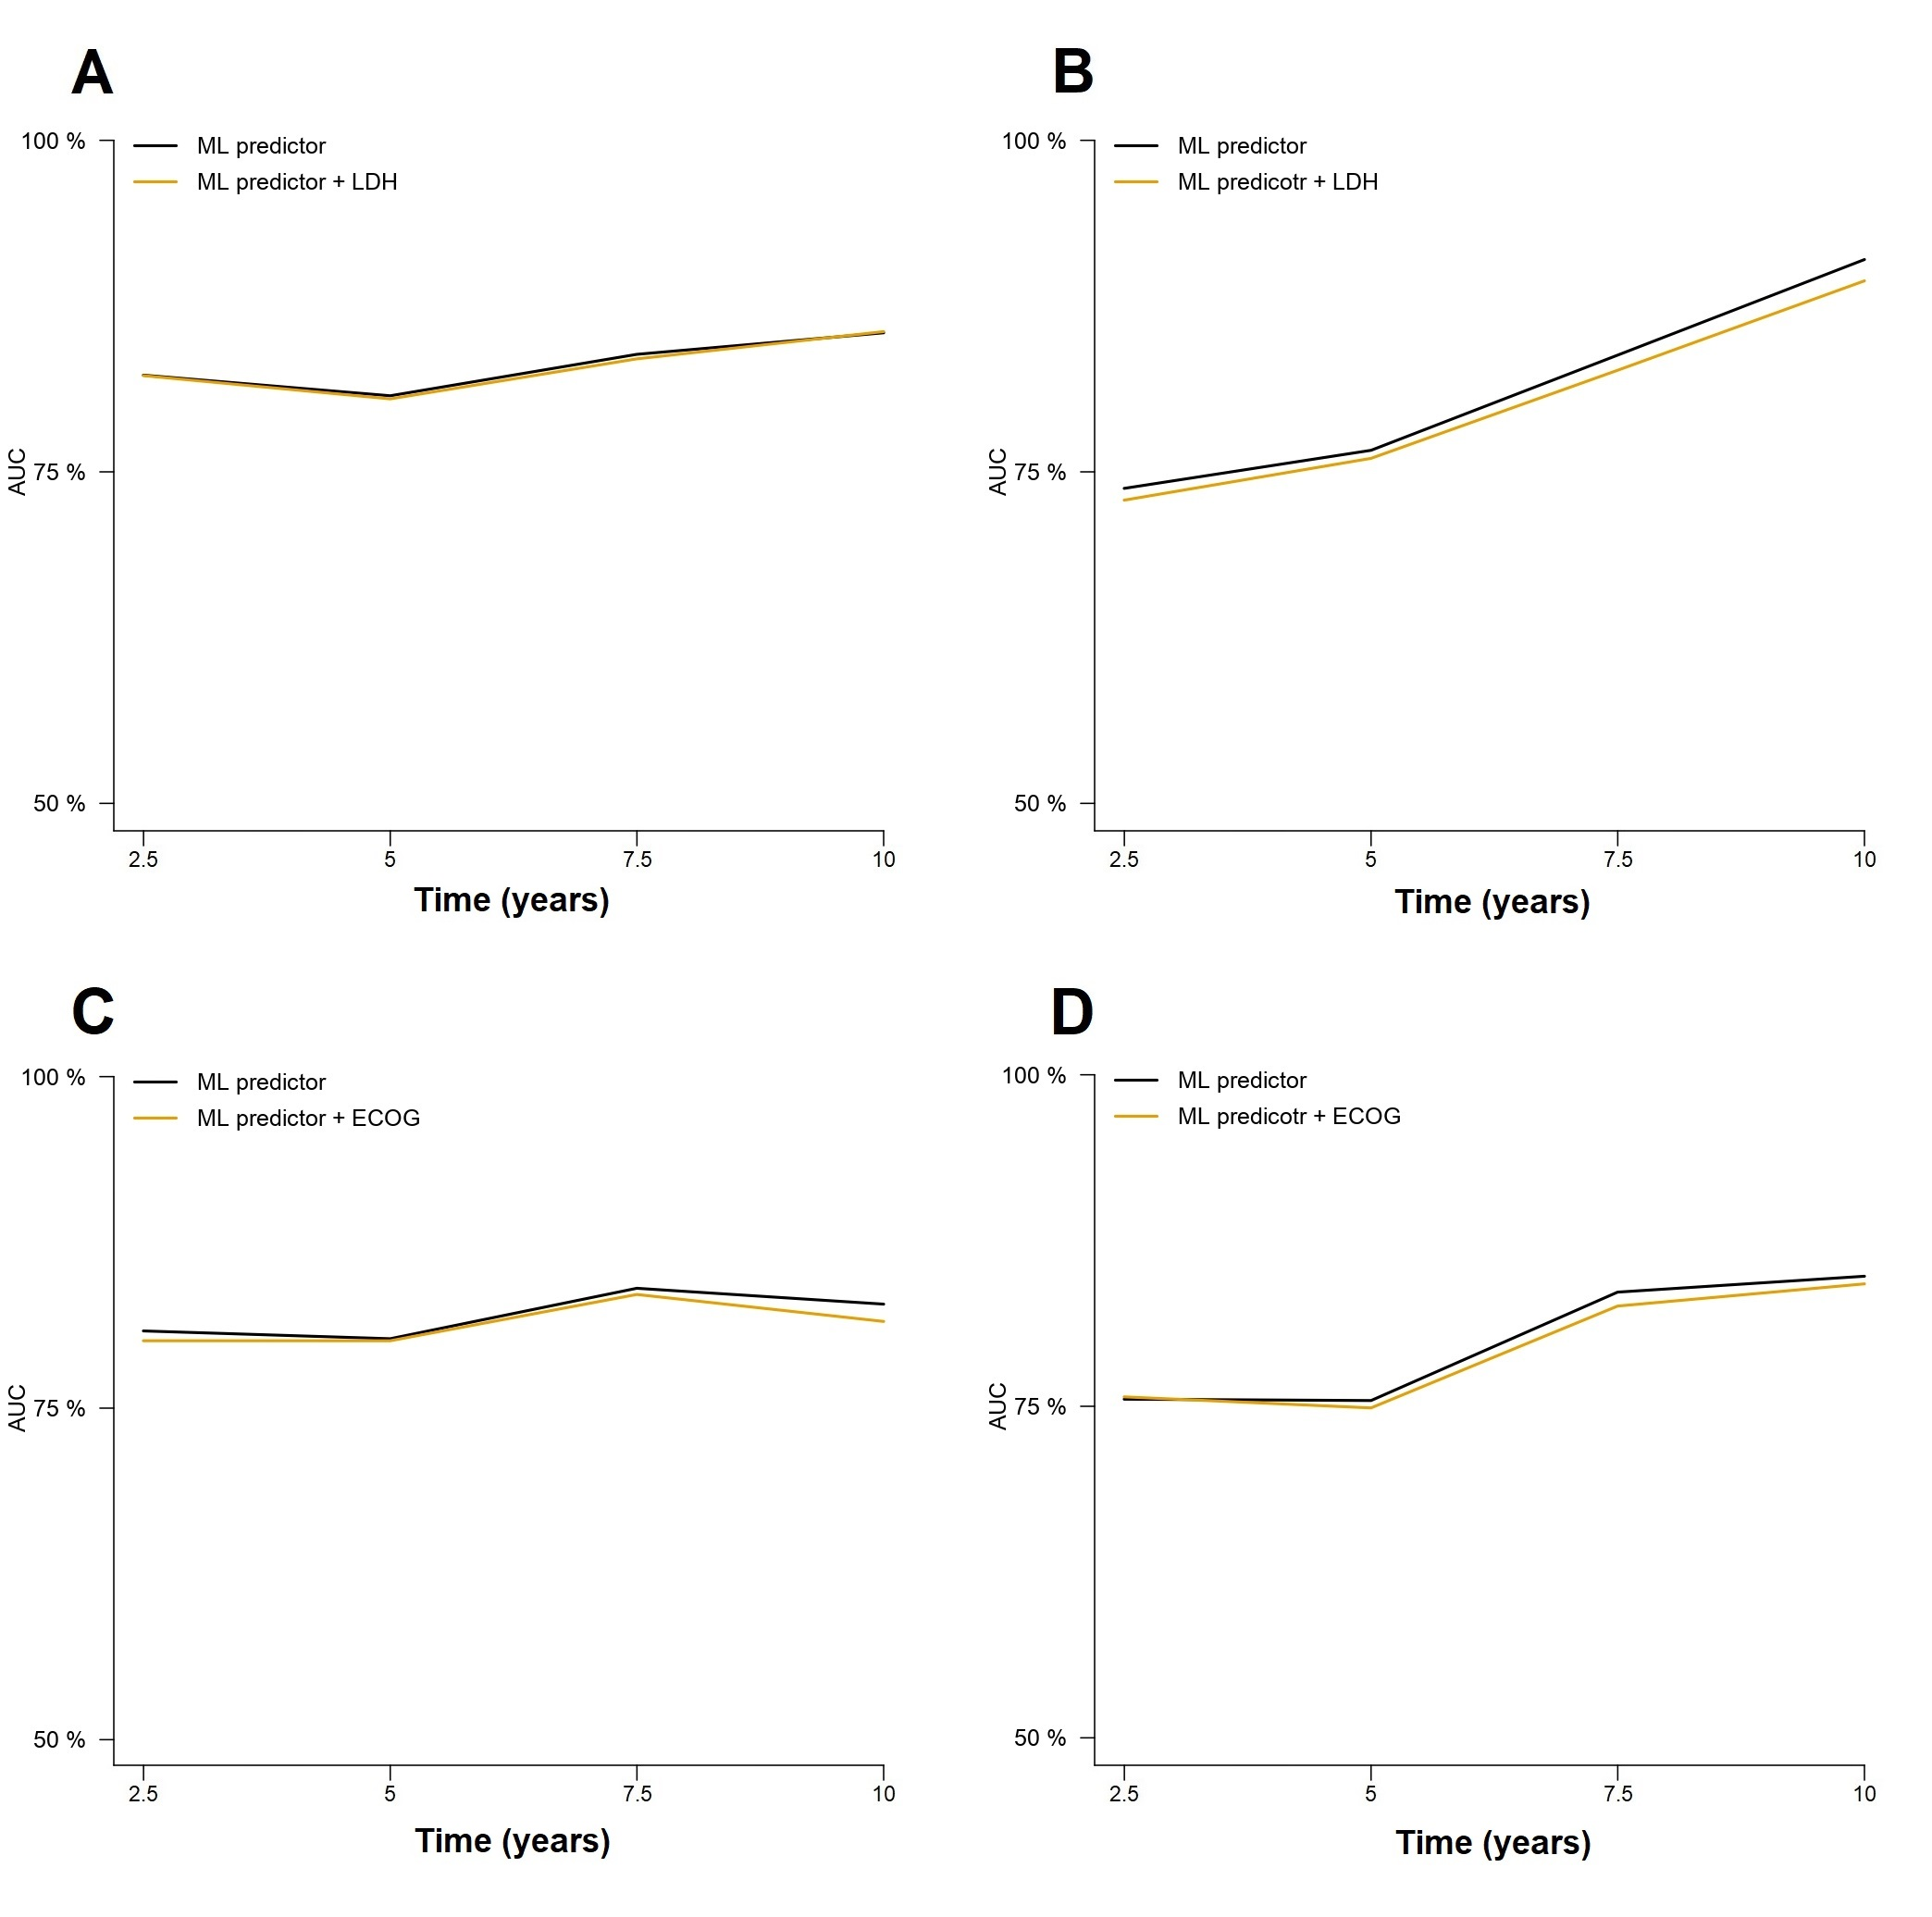 A
100 %
ML predictor
ML predictor + LDH
AUC
75 %
50 %
2.5 5 7.5 10
Time (years)
B
100 %
ML predictor
ML predicotr + LDH
AUC
75 %
50 %
2.5 5 7.5 10
Time (years)
C
100 %
ML predictor
ML predictor + ECOG
AUC
75 %
50 %
2.5 5 7.5 10
Time (years)
D
100 %
ML predictor
ML predicotr + ECOG
AUC
75 %
50 %
2.5 5 7.5 10
Time (years)